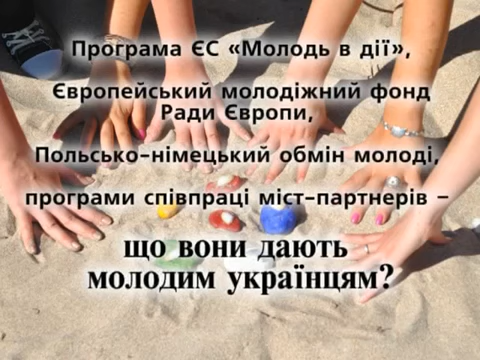 Програма ЄС «Молодь в дії»,
Європейський молодіжний фонд
Ради Європи,
Польсько-німецький обмін молоді,
програми співпраці міст-партнерів –
що вони дають
молодим українцям?